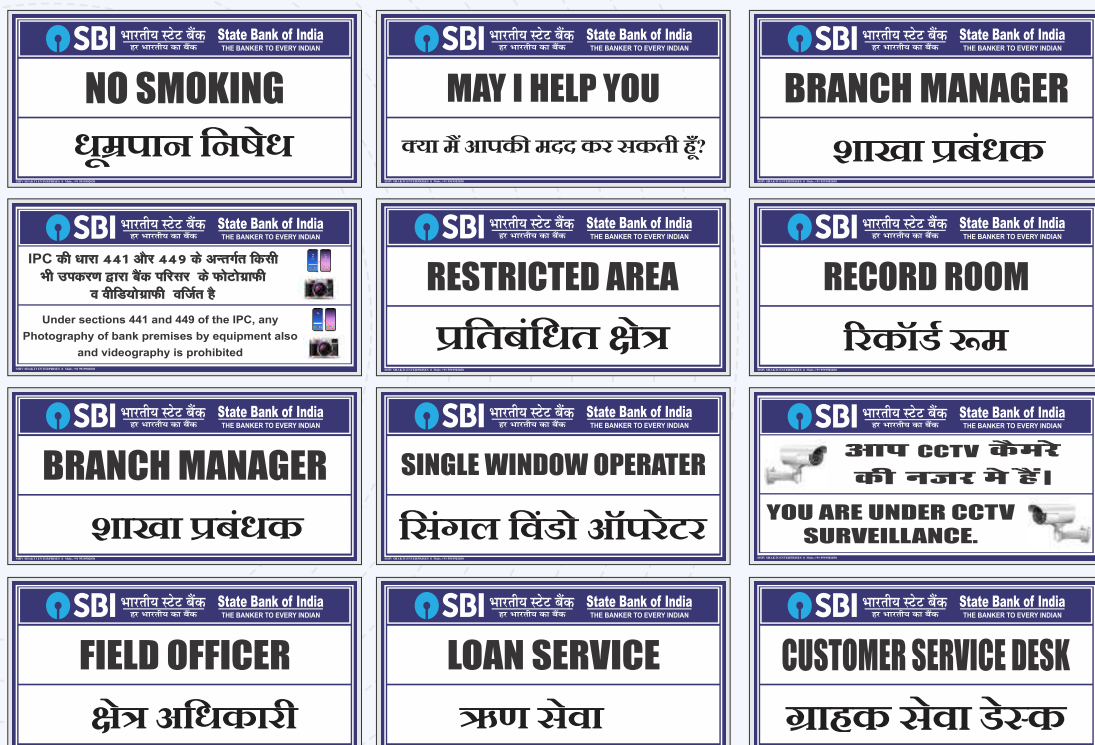 SBI भारतीय स्टेट बैंक State Bank of India
हर भारतीय का बैंक THE BANKER TO EVERY INDIAN
NO SMOKING
धूम्रपान निषेध
SBI भारतीय स्टेट बैंक State Bank of India
हर भारतीय का बैंक THE BANKER TO EVERY INDIAN
MAY I HELP YOU
क्या मैं आपकी मदद कर सकती हूँ?
SBI भारतीय स्टेट बैंक State Bank of India
हर भारतीय का बैंक THE BANKER TO EVERY INDIAN
BRANCH MANAGER
शाखा प्रबंधक
SBI भारतीय स्टेट बैंक State Bank of India
हर भारतीय का बैंक THE BANKER TO EVERY INDIAN
IPC की धारा 441 और 449 के अन्तर्गत किसी
भी उपकरण द्वारा बैंक परिसर के फोटोग्राफी
व वीडियोग्राफी वर्जित है
Under sections 441 and 449 of the IPC, any
Photography of bank premises by equipment also
and videography is prohibited
SBI भारतीय स्टेट बैंक State Bank of India
हर भारतीय का बैंक THE BANKER TO EVERY INDIAN
RESTRICTED AREA
प्रतिबंधित क्षेत्र
SBI भारतीय स्टेट बैंक State Bank of India
हर भारतीय का बैंक THE BANKER TO EVERY INDIAN
RECORD ROOM
रिकॉर्ड रूम
SBI भारतीय स्टेट बैंक State Bank of India
हर भारतीय का बैंक THE BANKER TO EVERY INDIAN
BRANCH MANAGER
शाखा प्रबंधक
SBI भारतीय स्टेट बैंक State Bank of India
हर भारतीय का बैंक THE BANKER TO EVERY INDIAN
SINGLE WINDOW OPERATER
सिंगल विंडो ऑपरेटर
SBI भारतीय स्टेट बैंक State Bank of India
हर भारतीय का बैंक THE BANKER TO EVERY INDIAN
आप CCTV कैमरे
की नजर मे हैं।
YOU ARE UNDER CCTV
SURVEILLANCE.
SBI भारतीय स्टेट बैंक State Bank of India
हर भारतीय का बैंक THE BANKER TO EVERY INDIAN
FIELD OFFICER
क्षेत्र अधिकारी
SBI भारतीय स्टेट बैंक State Bank of India
हर भारतीय का बैंक THE BANKER TO EVERY INDIAN
LOAN SERVICE
ऋण सेवा
SBI भारतीय स्टेट बैंक State Bank of India
हर भारतीय का बैंक THE BANKER TO EVERY INDIAN
CUSTOMER SERVICE DESK
ग्राहक सेवा डेस्क